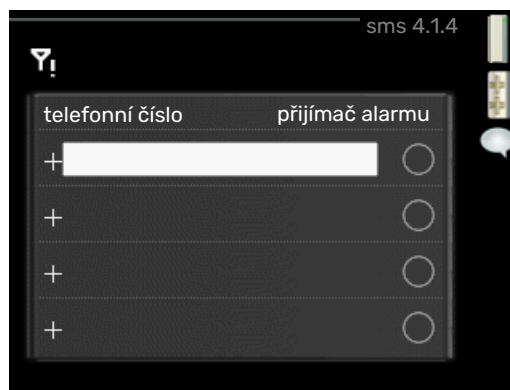 sms 4.1.4
telefonní číslo přijímač alarmu
+
+
+
+